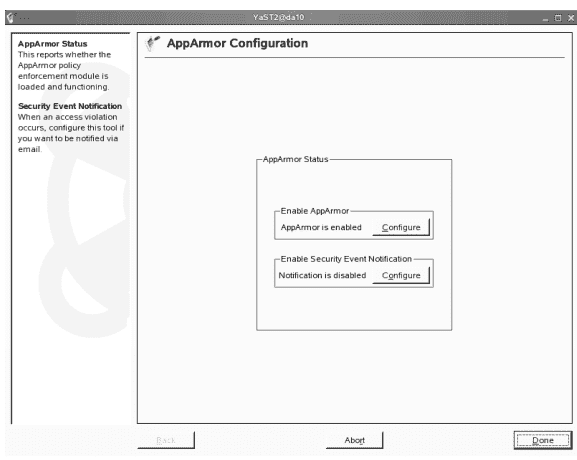 YaST2@da10
AppArmor Status
This reports whether the
AppArmor policy
enforcement module is
loaded and functioning.
Security Event Notification
When an access violation
occurs, configure this tool if
you want to be notified via
email.
AppArmor Configuration
AppArmor Status
Enable AppArmor
AppArmor is enabled Configure
Enable Security Event Notification
Notification is disabled Configure
Back Abort Done